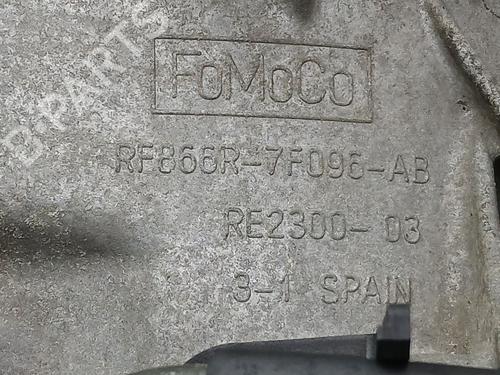 FoMoCo
RF866R-7F096-AB
RE2300-03
3-1 SPAIN
B-PARTS